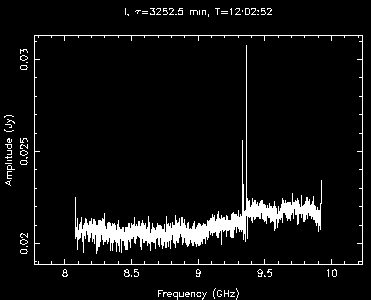 I, τ=3252.5 min, T=12:02:52
Amplitude (Jy)
0.03
0.025
0.02
8 8.5 9 9.5 10
Frequency (GHz)